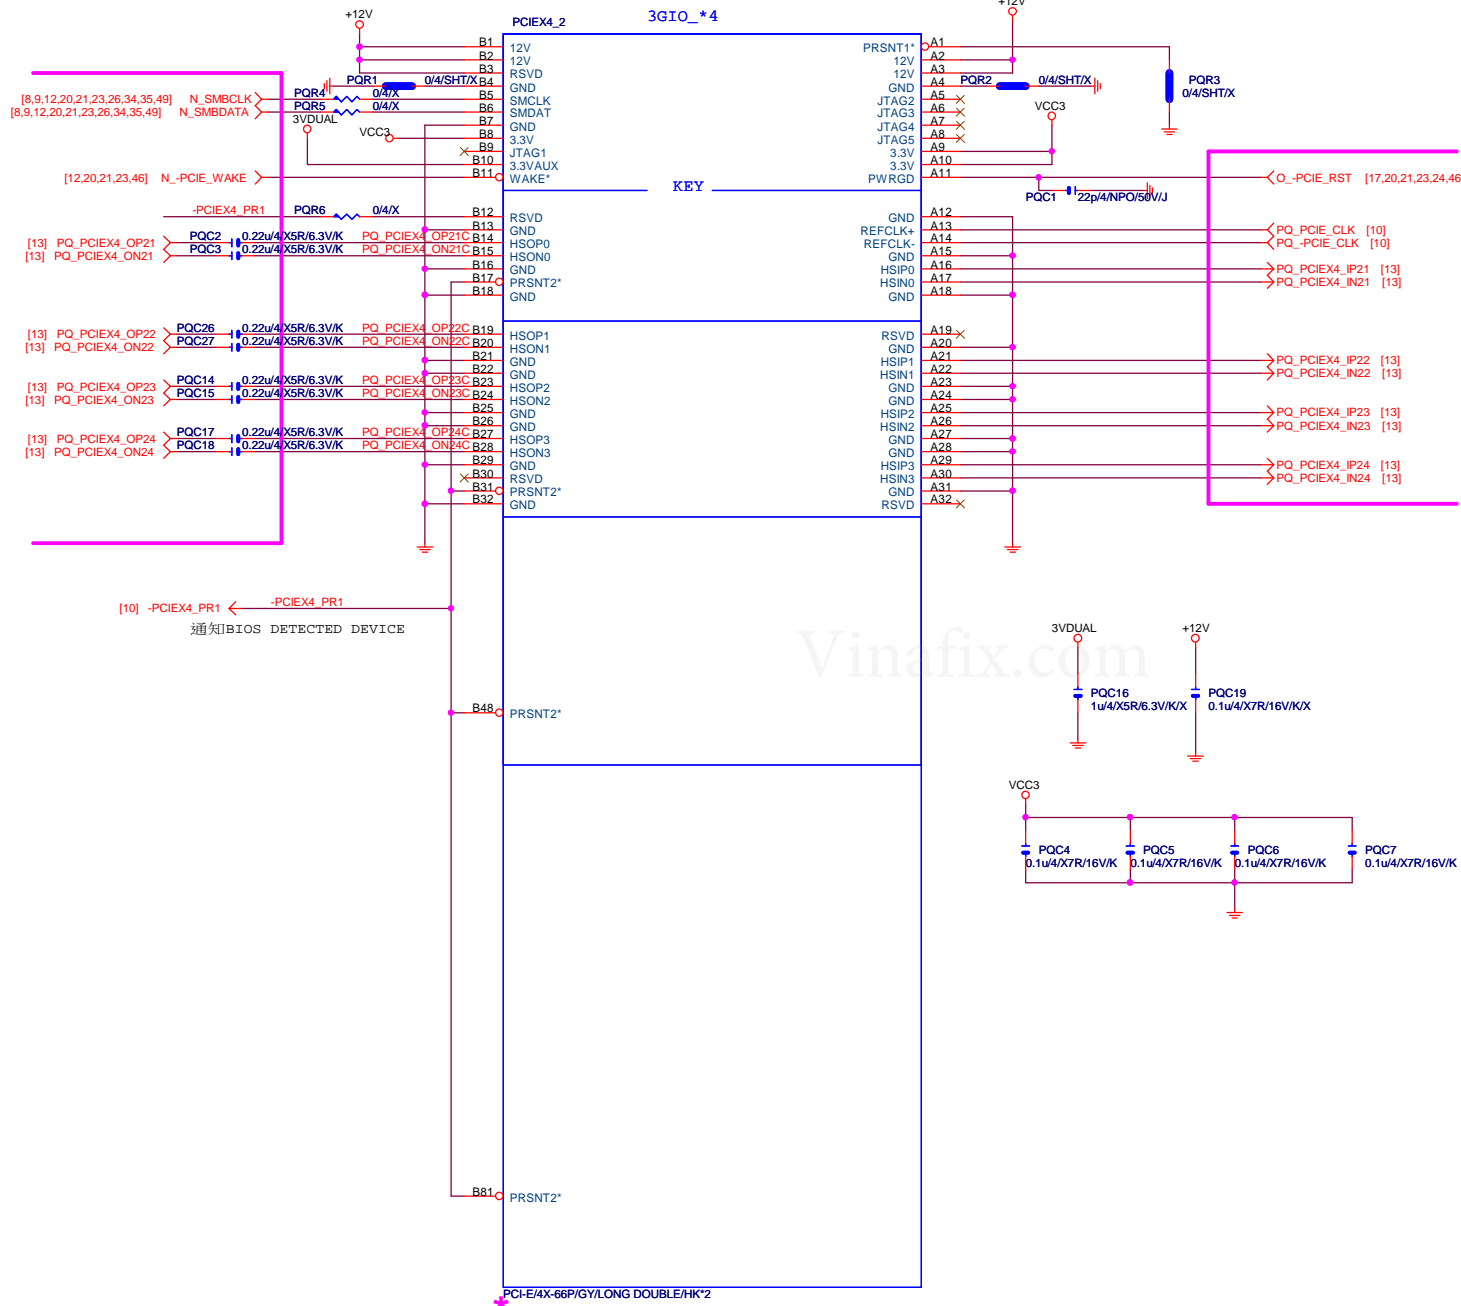 +12V
PCIEX4_2
3GIO_*4
+12V
B1 12V
B2 12V
B3 RSVD
B4 GND
B5 SMCLK
B6 SMDAT
B7 GND
B8 3.3V
B9 JTAG1
B10 3.3VAUX
B11 WAKE*
KEY
PRSNT1* A1
12V A2
12V A3
GND A4
JTAG2 A5
JTAG3 A6
JTAG4 A7
JTAG5 A8
3.3V A9
3.3V A10
PWRGD A11
PQR1 0/4/SHT/X
PQR2 0/4/SHT/X
PQR3
0/4/SHT/X
[8,9,12,20,21,23,26,34,35,49] N_SMBCLK PQR4 0/4/X
[8,9,12,20,21,23,26,34,35,49] N_SMBDATA PQR5 0/4/X
3VDUAL
VCC3
VCC3
[12,20,21,23,46] N_-PCIE_WAKE
O_-PCIE_RST [17,20,21,23,24,46
PQC1 22p/4/NPO/50V/J
-PCIEX4_PR1 PQR6 0/4/X
B12 RSVD
B13 GND
B14 HSOP0
B15 HSON0
B16 GND
B17 PRSNT2*
B18 GND
GND A12
REFCLK+ A13
REFCLK- A14
GND A15
HSIP0 A16
HSIN0 A17
GND A18
[13] PQ_PCIEX4_OP21 PQC2 0.22u/4/X5R/6.3V/K PQ_PCIEX4_OP21C
[13] PQ_PCIEX4_ON21 PQC3 0.22u/4/X5R/6.3V/K PQ_PCIEX4_ON21C
PQ_PCIE_CLK [10]
PQ_-PCIE_CLK [10]
PQ_PCIEX4_IP21 [13]
PQ_PCIEX4_IN21 [13]
[13] PQ_PCIEX4_OP22 PQC26 0.22u/4/X5R/6.3V/K PQ_PCIEX4_OP22C
[13] PQ_PCIEX4_ON22 PQC27 0.22u/4/X5R/6.3V/K PQ_PCIEX4_ON22C
[13] PQ_PCIEX4_OP23 PQC14 0.22u/4/X5R/6.3V/K PQ_PCIEX4_OP23C
[13] PQ_PCIEX4_ON23 PQC15 0.22u/4/X5R/6.3V/K PQ_PCIEX4_ON23C
[13] PQ_PCIEX4_OP24 PQC17 0.22u/4/X5R/6.3V/K PQ_PCIEX4_OP24C
[13] PQ_PCIEX4_ON24 PQC18 0.22u/4/X5R/6.3V/K PQ_PCIEX4_ON24C
B19 HSOP1
B20 HSON1
B21 GND
B22 GND
B23 HSOP2
B24 HSON2
B25 GND
B26 GND
B27 HSOP3
B28 HSON3
B29 GND
B30 RSVD
B31 PRSNT2*
B32 GND
RSVD A19
GND A20
HSIP1 A21
HSIN1 A22
GND A23
GND A24
HSIP2 A25
HSIN2 A26
GND A27
GND A28
HSIP3 A29
HSIN3 A30
GND A31
RSVD A32
PQ_PCIEX4_IP22 [13]
PQ_PCIEX4_IN22 [13]
PQ_PCIEX4_IP23 [13]
PQ_PCIEX4_IN23 [13]
PQ_PCIEX4_IP24 [13]
PQ_PCIEX4_IN24 [13]
[10] -PCIEX4_PR1 -PCIEX4_PR1
通知BIOS DETECTED DEVICE
Vinafix.com
3VDUAL
PQC16
1u/4/X5R/6.3V/K/X
+12V
PQC19
0.1u/4/X7R/16V/K/X
B48 PRSNT2*
VCC3
PQC4
0.1u/4/X7R/16V/K
PQC5
0.1u/4/X7R/16V/K
PQC6
0.1u/4/X7R/16V/K
PQC7
0.1u/4/X7R/16V/K
B81 PRSNT2*
PCI-E/4X-66P/GY/LONG DOUBLE/HK*2
*